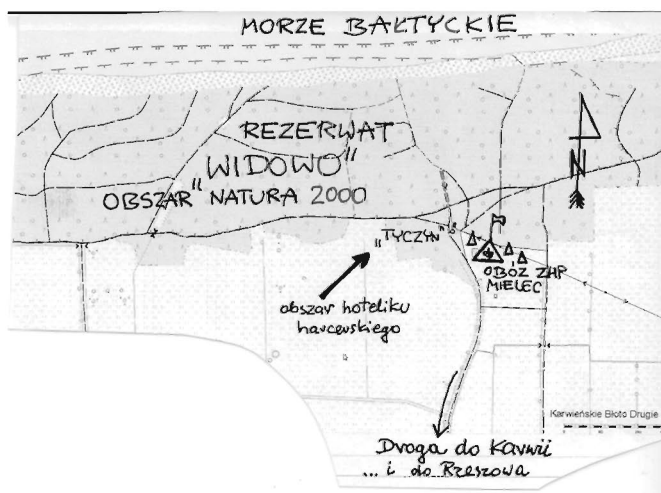 MORZE BAŁTYCKIE
REZERWAT
"WIDOWO"
OBSZAR NATURA 2000
N
"TYCZYN"
OBÓZ ZHP
MIELEC
obszar hoteliku
harcerskiego
Karwieńskie Błoto Drugie
Droga do Karwii
... i do Rzeszowa